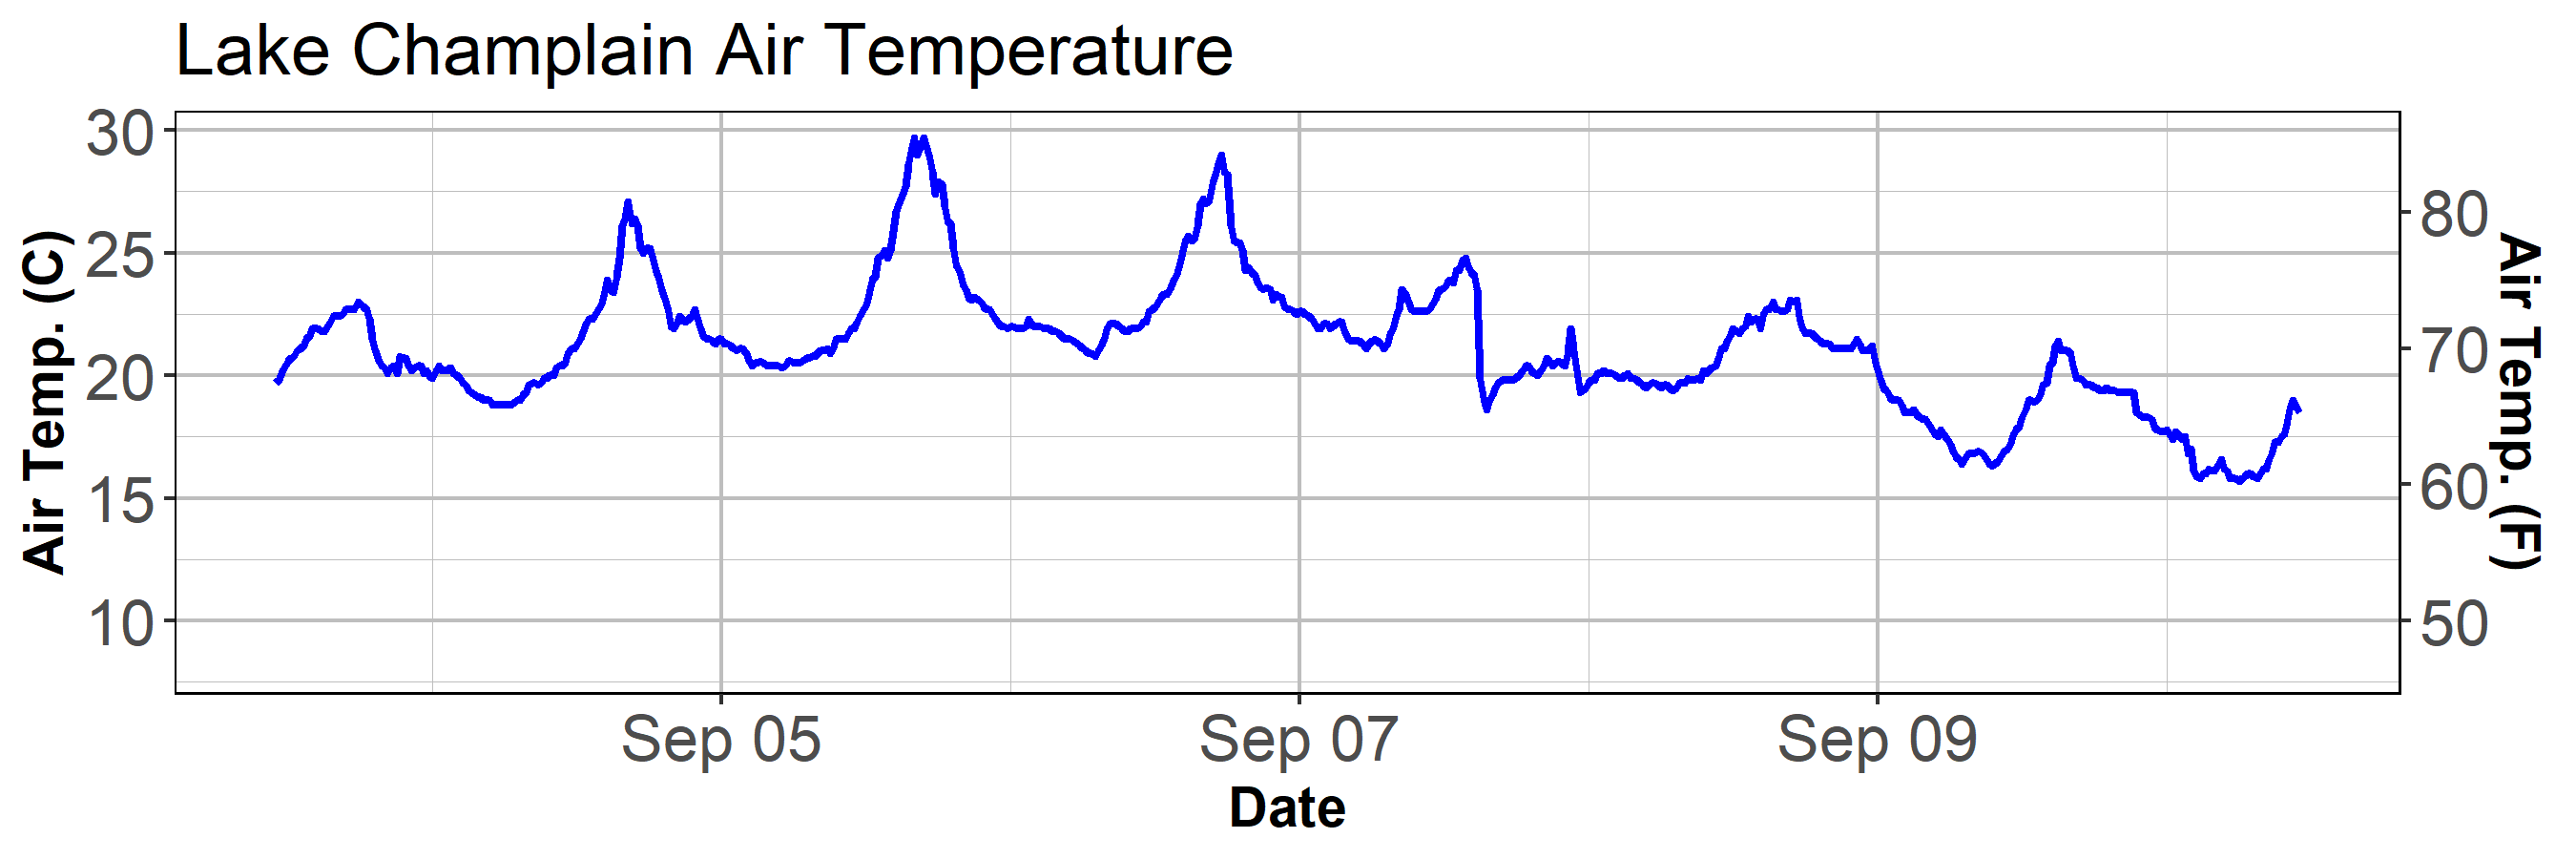 Lake Champlain Air Temperature
30
25
20
15
10
Air Temp. (C)
80
70
60
50
Air Temp. (F)
Sep 05 Sep 07 Sep 09
Date